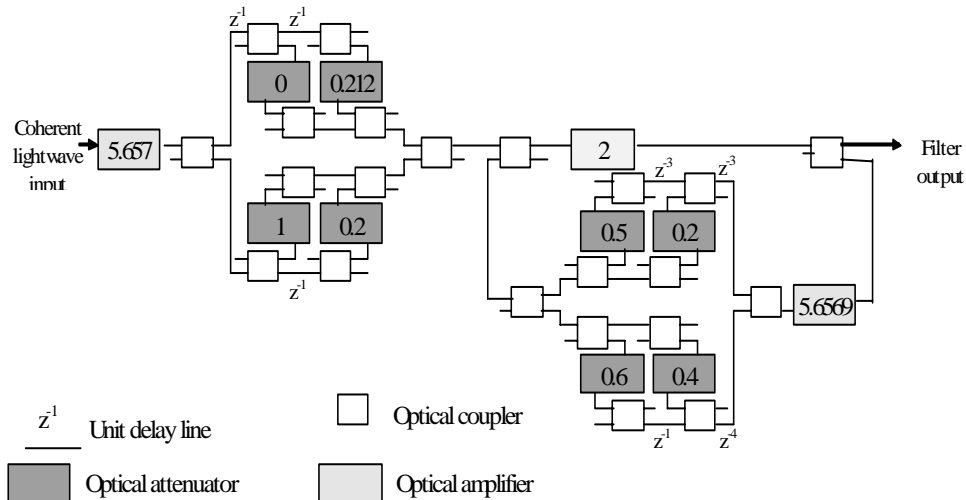 z-1
z-1
0
0.212
Coherent
lightwave
input
5.657
2
Filter
output
z-3
z-3
1
0.2
0.5
0.2
z-1
5.6569
0.6
0.4
z-1
Unit delay line
Optical coupler
z-1
z-4
Optical attenuator
Optical amplifier